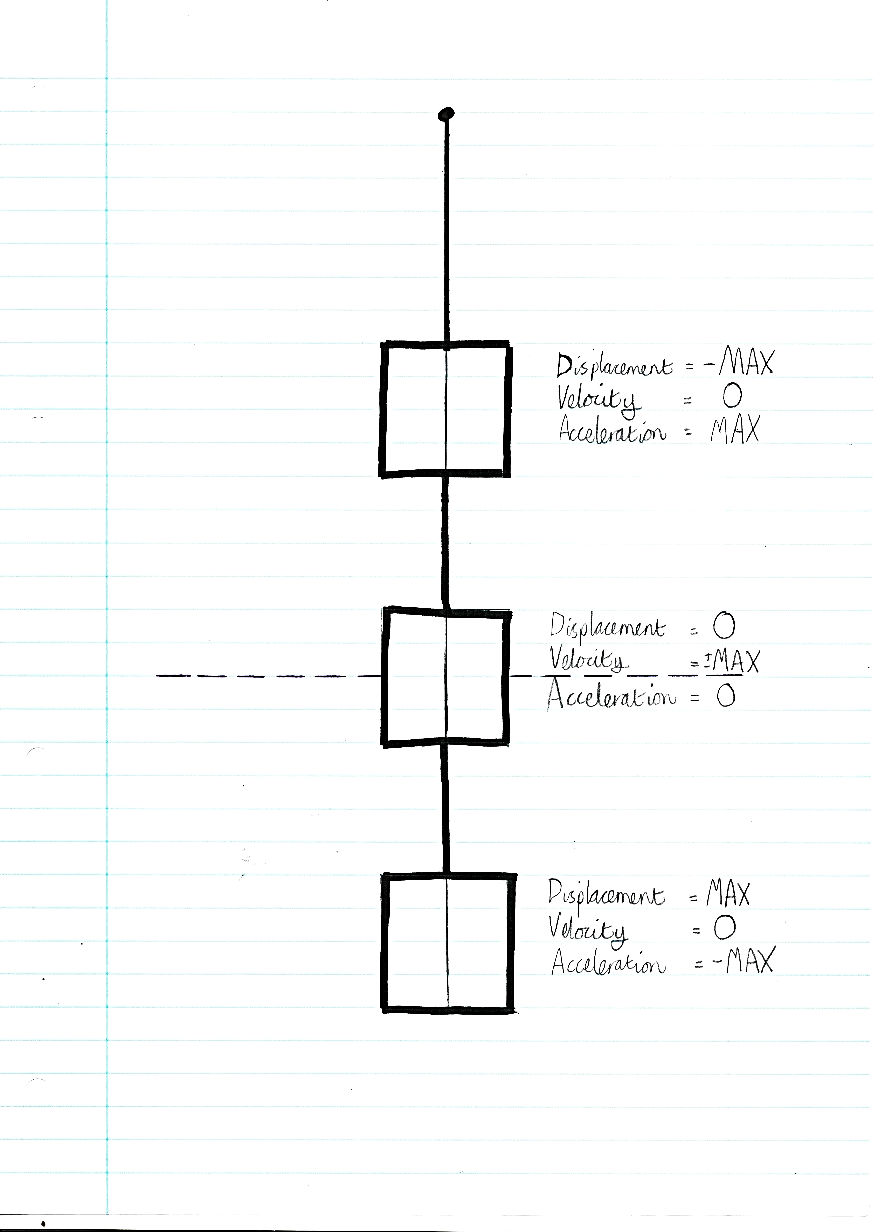 Displacement = -MAX
Velocity = 0
Acceleration = MAX
Displacement = 0
Velocity = ±MAX
Acceleration = 0
Displacement = MAX
Velocity = 0
Acceleration = -MAX